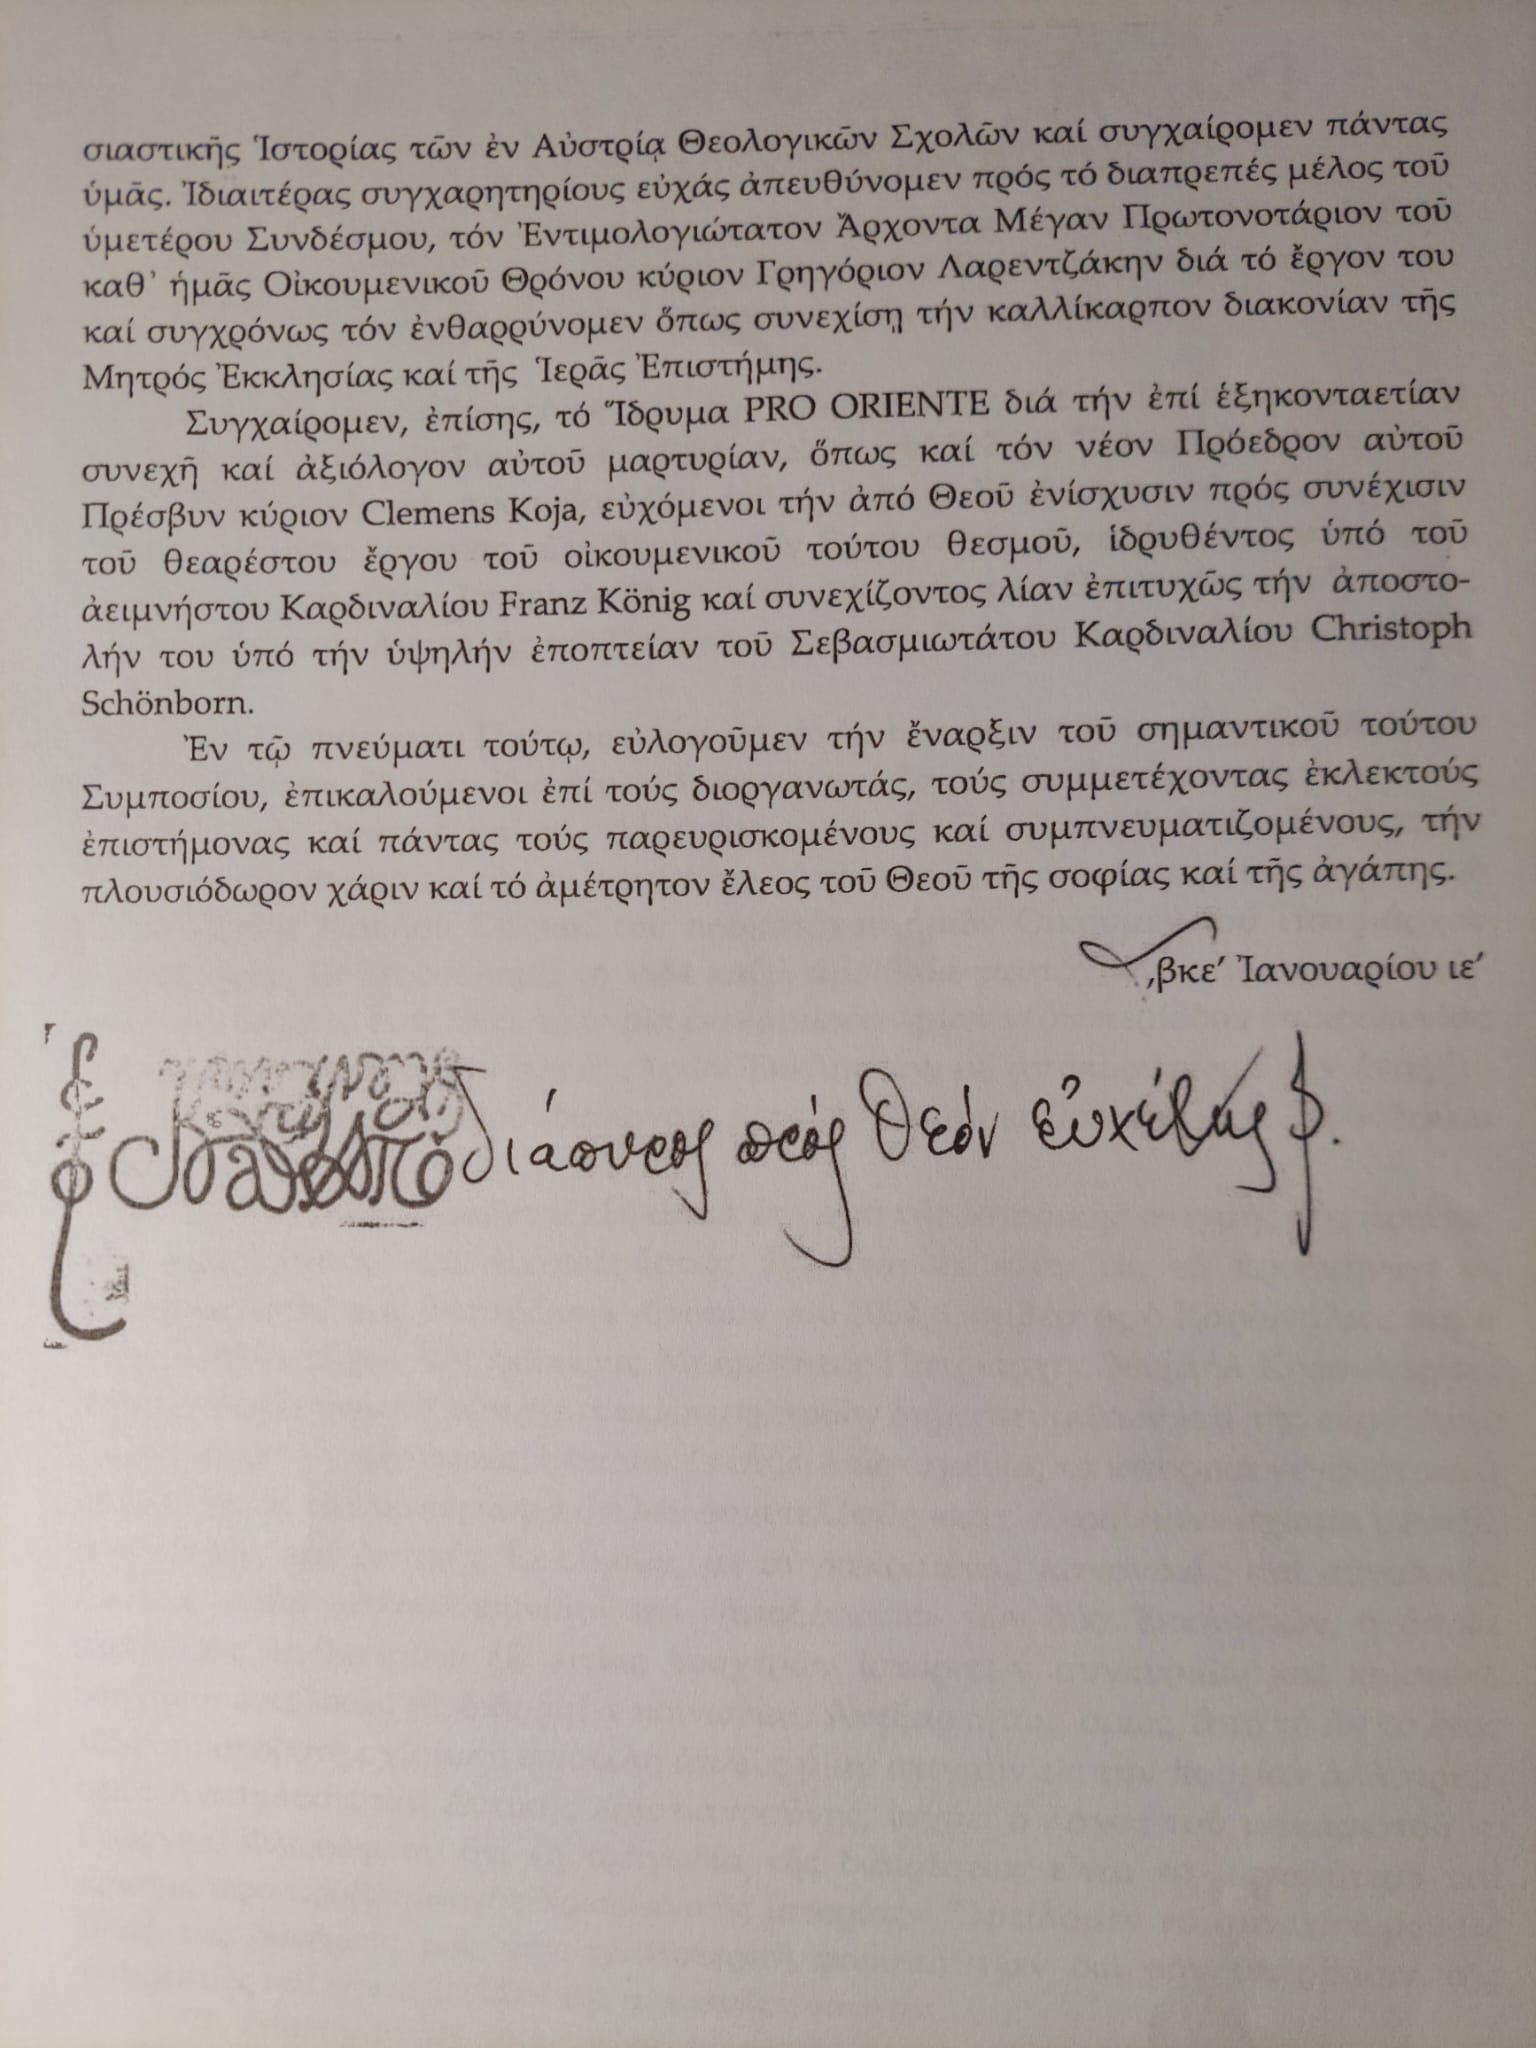 σιαστικῆς Ἱστορίας τῶν ἐν Αὐστρίᾳ Θεολογικῶν Σχολῶν καί συγχαίρομεν πάντας
ὑμᾶς. Ἰδιαιτέρας συγχαρητηρίους εὐχάς ἀπευθύνομεν πρός τό διαπρεπές μέλος τοῦ
ὑμετέρου Συνδέσμου, τόν Ἐντιμολογιώτατον Ἄρχοντα Μέγαν Πρωτονοτάριον τοῦ
καθ᾽ ἡμᾶς Οἰκουμενικοῦ Θρόνου κύριον Γρηγόριον Λαρεντζάκην διά τό ἔργον του
καί συγχρόνως τόν ἐνθαρρύνομεν ὅπως συνεχίσῃ τήν καλλίκαρπον διακονίαν τῆς
Μητρός Ἐκκλησίας καί τῆς Ἱερᾶς Ἐπιστήμης.
Συγχαίρομεν, ἐπίσης, τό Ἵδρυμα PRO ORIENTE διά τήν ἐπί ἑξηκονταετίαν
συνεχῆ καί ἀξιόλογον αὐτοῦ μαρτυρίαν, ὅπως καί τόν νέον Πρόεδρον αὐτοῦ
Πρέσβυν κύριον Clemens Koja, εὐχόμενοι τήν ἀπό Θεοῦ ἐνίσχυσιν πρός συνέχισιν
τοῦ θεαρέστου ἔργου τοῦ οἰκουμενικοῦ τούτου θεσμοῦ, ἱδρυθέντος ὑπό τοῦ
ἀειμνήστου Καρδιναλίου Franz König καί συνεχίζοντος λίαν ἐπιτυχῶς τήν ἀποστο-
λήν του ὑπό τήν ὑψηλήν ἐποπτείαν τοῦ Σεβασμιωτάτου Καρδιναλίου Christoph
Schönborn.
Ἐν τῷ πνεύματι τούτῳ, εὐλογοῦμεν τήν ἔναρξιν τοῦ σημαντικοῦ τούτου
Συμποσίου, ἐπικαλούμενοι ἐπί τούς διοργανωτάς, τούς συμμετέχοντας ἐκλεκτούς
ἐπιστήμονας καί πάντας τούς παρευρισκομένους καί συμπνευματιζομένους, τήν
πλουσιόδωρον χάριν καί τό ἀμέτρητον ἔλεος τοῦ Θεοῦ τῆς σοφίας καί τῆς ἀγάπης.
͵βκε’ Ἰανουαρίου ιε’
διάπυρος πρός Θεόν εὐχέτης